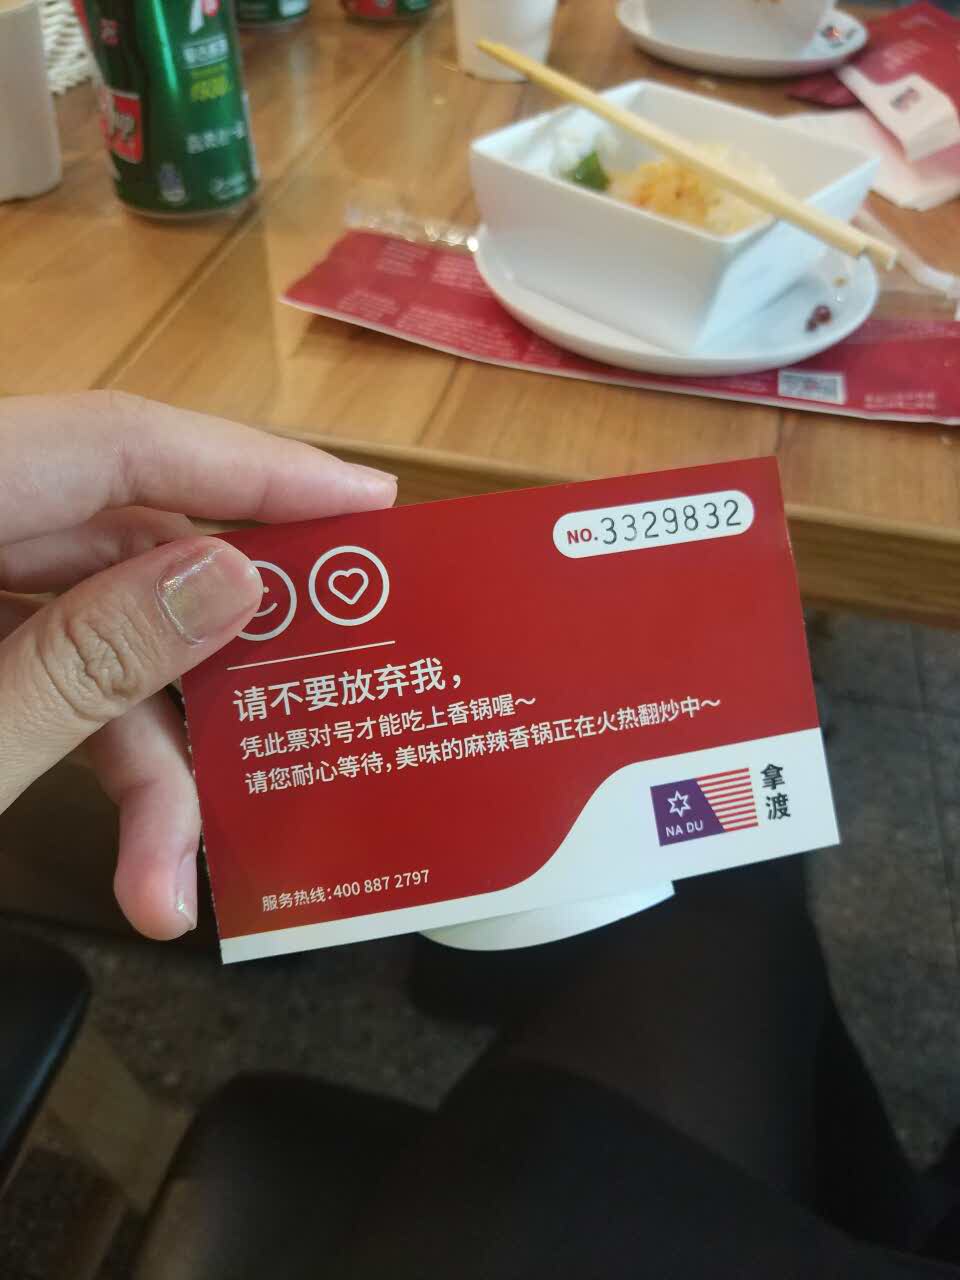 NO.3329832
请不要放弃我，
凭此票对号才能吃上香锅喔～
请您耐心等待，美味的麻辣香锅正在火热翻炒中～
NA DU
拿渡
服务热线：400 887 2797